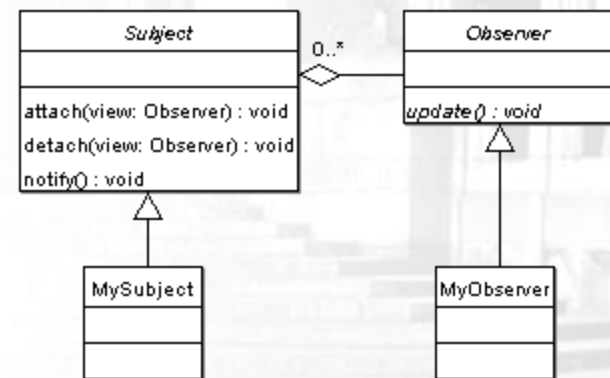 Subject
Observer
0..*
attach(view: Observer) : void
detach(view: Observer) : void
notify() : void
update() : void
MySubject
MyObserver